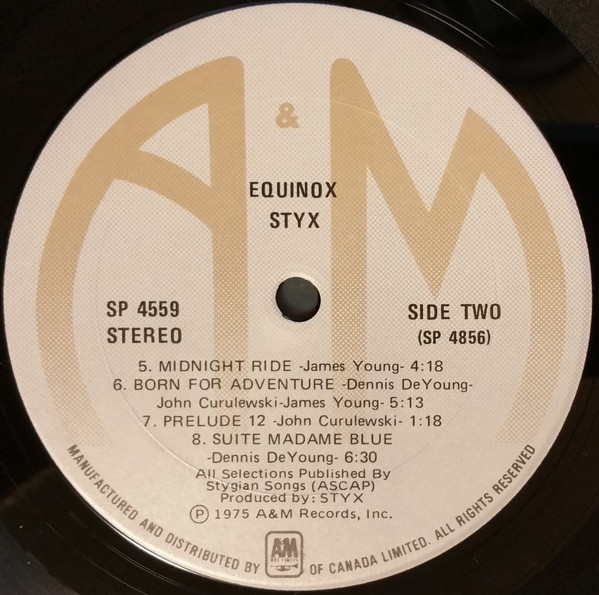 A & M
EQUINOX
STYX
SP 4559
STEREO
SIDE TWO
(SP 4856)
5. MIDNIGHT RIDE -James Young- 4:18
6. BORN FOR ADVENTURE -Dennis DeYoung-
John Curulewski-James Young- 5:13
7. PRELUDE 12 -John Curulewski- 1:18
8. SUITE MADAME BLUE
-Dennis DeYoung- 6:30
All Selections Published By
Stygian Songs (ASCAP)
Produced by: STYX
Ⓟ 1975 A&M Records, Inc.
MANUFACTURED AND DISTRIBUTED BY AM RECORDS OF CANADA LIMITED. ALL RIGHTS RESERVED